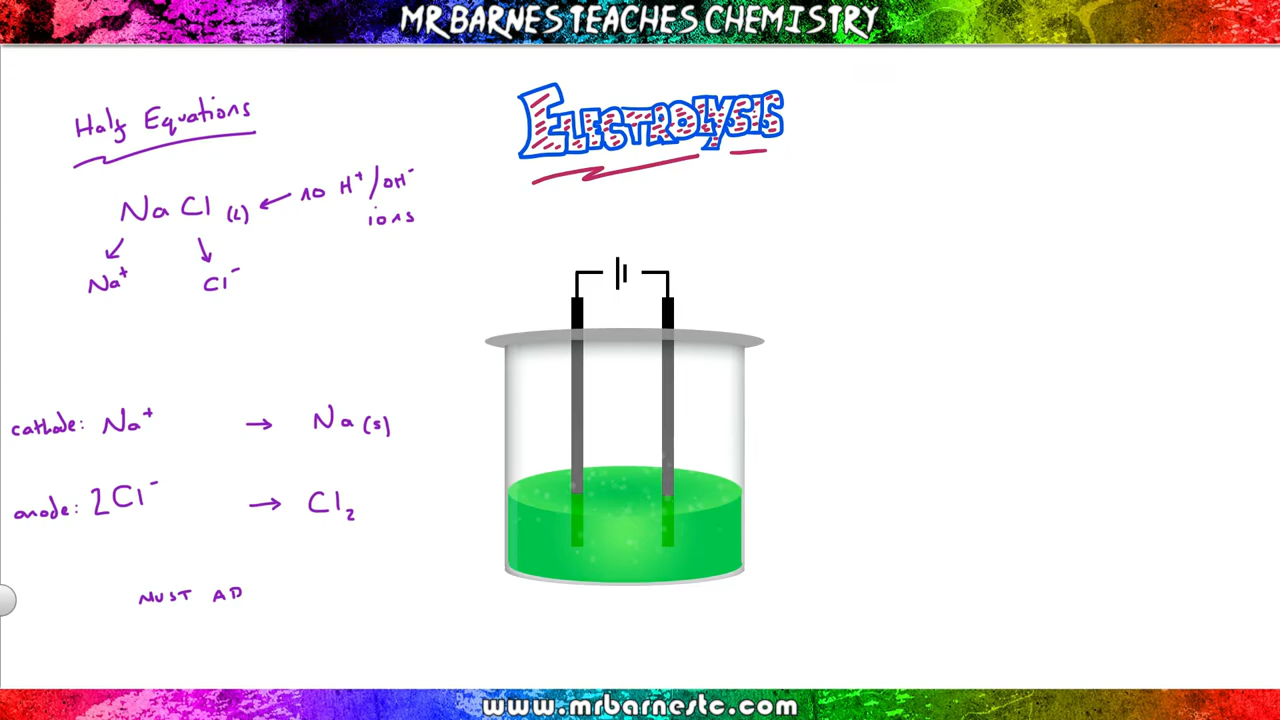 MR BARNES TEACHES CHEMISTRY
Half Equations
ELECTROLYSIS
NaCl (l) ← no H⁺/OH⁻
ions
Na⁺ Cl⁻
cathode: Na⁺ → Na (s)
anode: 2Cl⁻ → Cl₂
MUST AD
www.mrbarnestc.com